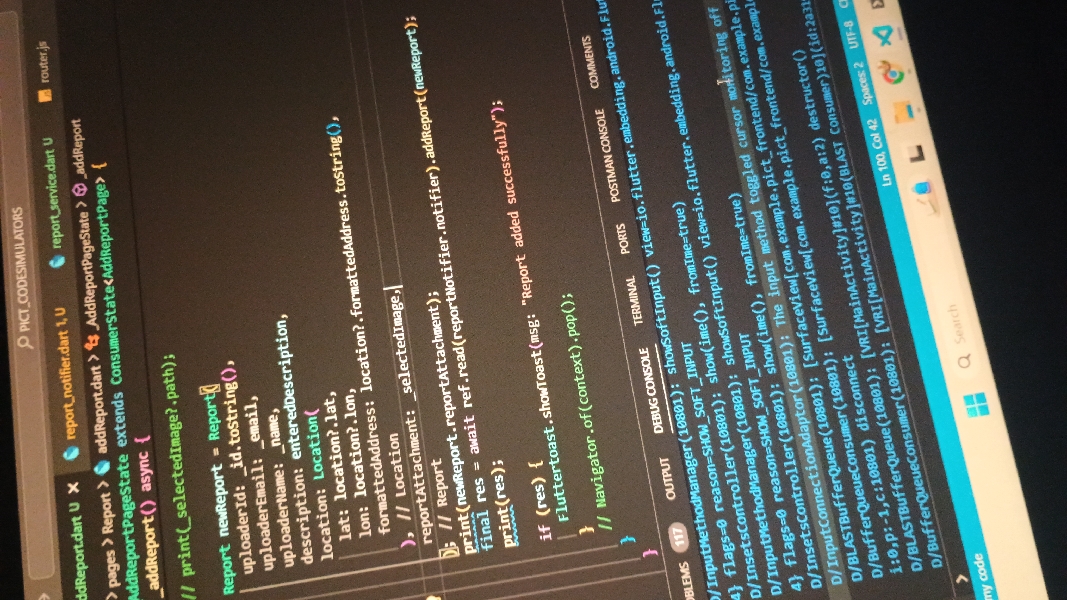 PICT_CODESIMULATORS
ddReport.dart U
report_notifier.dart 1, U
report_service.dart U
router.js
> pages > Report > addReport.dart > _AddReportPageState > _addReport
AddReportPageState extends ConsumerState<AddReportPage> {
_addReport() async {
// print(_selectedImage?.path);
Report newReport = Report(
uploaderId: _id.toString(),
uploaderEmail: _email,
uploaderName: _name,
description: enteredDescription,
location: Location(
lat: location?.lat,
lon: location?.lon,
formattedAddress: location?.formattedAddress.toString(),
), // Location
reportAttachment: _selectedImage,
); // Report
print(newReport.reportAttachment);
final res = await ref.read(reportNotifier.notifier).addReport(newReport);
print(res);
if (res) {
Fluttertoast.showToast(msg: "Report added successfully");
}
// Navigator.of(context).pop();
}
}
OBLEMS 117 OUTPUT DEBUG CONSOLE TERMINAL PORTS POSTMAN CONSOLE COMMENTS
D/InputMethodManager(10801): showSoftInput() view=io.flutter.embedding.android.Flut
4} flags=0 reason=SHOW_SOFT_INPUT
D/InsetsController(10801): show(ime(), fromIme=true)
D/InputMethodManager(10801): showSoftInput() view=io.flutter.embedding.android.Flu
4} flags=0 reason=SHOW_SOFT_INPUT
D/InsetsController(10801): show(ime(), fromIme=true)
D/InputConnectionAdaptor(10801): The input method toggled cursor monitoring off
D/BLASTBufferQueue(10801): [SurfaceView[com.example.pict_frontend/com.example.pi
D/BufferQueueConsumer(10801): [SurfaceView[com.example.pict_frontend/com.example
i:0,p:-1,c:10801) disconnect
D/BLASTBufferQueue(10801): [VRI[MainActivity]#10](f:0,a:2) destructor()
D/BufferQueueConsumer(10801): [VRI[MainActivity]#10(BLAST Consumer)10](id:2a31
>
my code
Ln 100, Col 42 Spaces: 2 UTF-8
Search